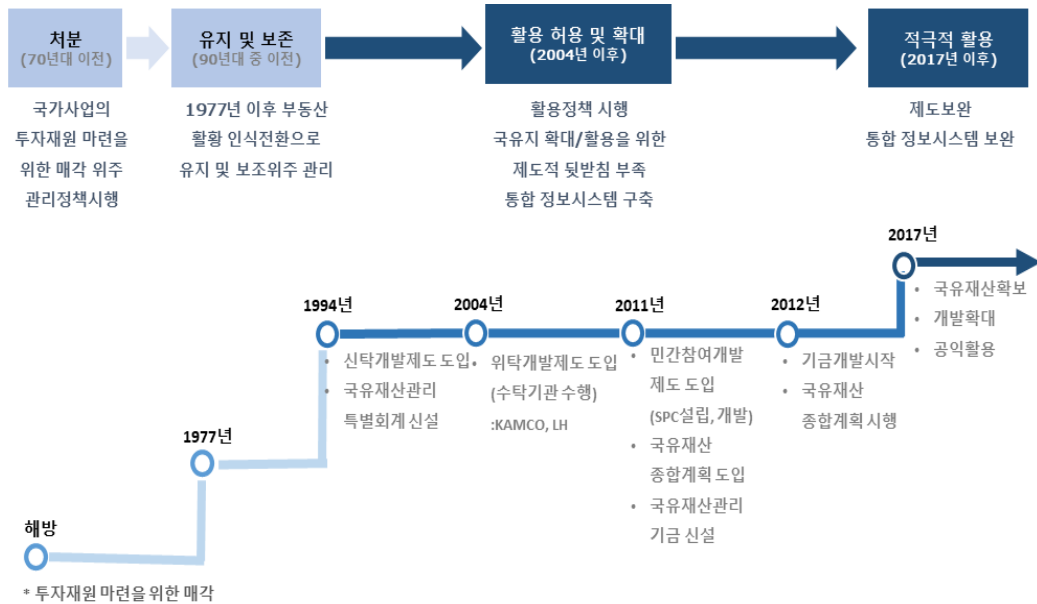 처분
(70년대 이전)
유지 및 보존
(90년대 중 이전)
활용 허용 및 확대
(2004년 이후)
적극적 활용
(2017년 이후)
국가사업의
투자재원 마련을
위한 매각 위주
관리정책시행
1977년 이후 부동산
활황 인식전환으로
유지 및 보조위주 관리
활용정책 시행
국유지 확대/활용을 위한
제도적 뒷받침 부족
통합 정보시스템 구축
제도보완
통합 정보시스템 보완
해방
* 투자재원 마련을 위한 매각
1977년
1994년
• 신탁개발제도 도입
• 국유재산관리
특별회계 신설
2004년
• 위탁개발제도 도입
(수탁기관 수행)
:KAMCO, LH
2011년
• 민간참여개발
제도 도입
(SPC설립, 개발)
• 국유재산
종합계획 도입
• 국유재산관리
기금 신설
2012년
• 기금개발시작
• 국유재산
종합계획 시행
2017년
• 국유재산확보
• 개발확대
• 공익활용